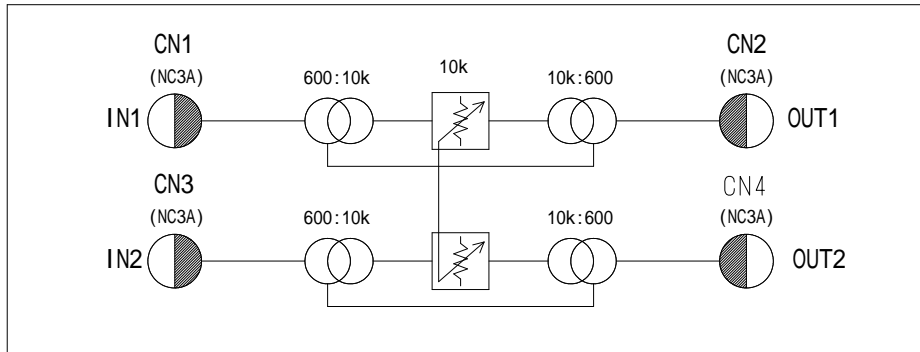 CN1 CN2
(NC3A) 600:10k 10k 10k:600 (NC3A)
IN1 OUT1
CN3 CN4
(NC3A) 600:10k 10k:600 (NC3A)
IN2 OUT2